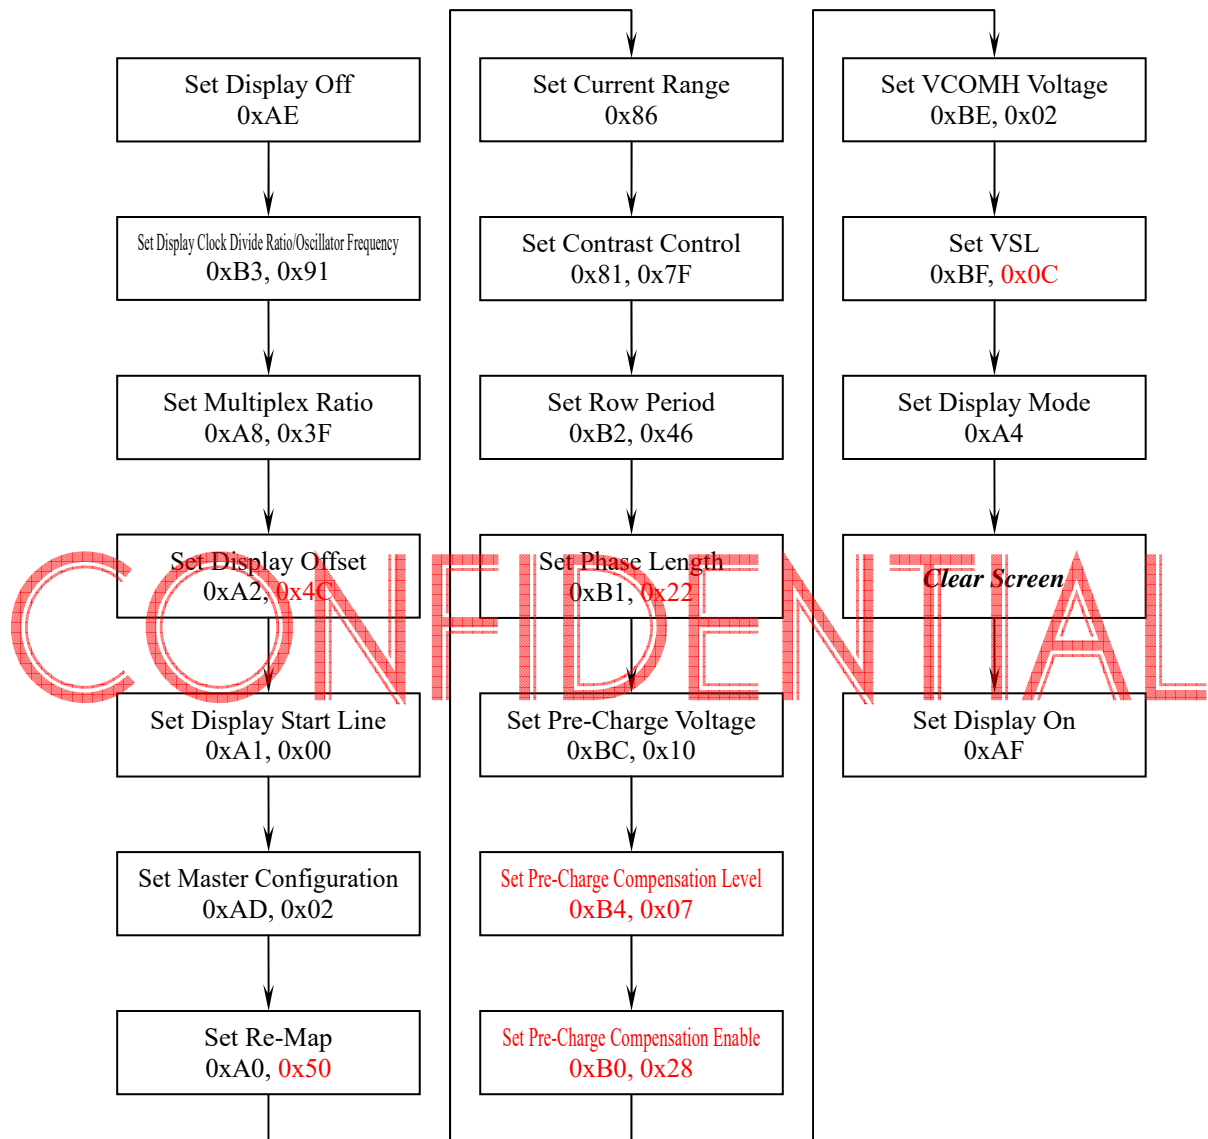 Set Display Off
0xAE
Set Display Clock Divide Ratio/Oscillator Frequency
0xB3, 0x91
Set Multiplex Ratio
0xA8, 0x3F
Set Display Offset
0xA2, 0x4C
Set Display Start Line
0xA1, 0x00
Set Master Configuration
0xAD, 0x02
Set Re-Map
0xA0, 0x50
Set Current Range
0x86
Set Contrast Control
0x81, 0x7F
Set Row Period
0xB2, 0x46
Set Phase Length
0xB1, 0x22
Set Pre-Charge Voltage
0xBC, 0x10
Set Pre-Charge Compensation Level
0xB4, 0x07
Set Pre-Charge Compensation Enable
0xB0, 0x28
Set VCOMH Voltage
0xBE, 0x02
Set VSL
0xBF, 0x0C
Set Display Mode
0xA4
Clear Screen
Set Display On
0xAF
CONFIDENTIAL